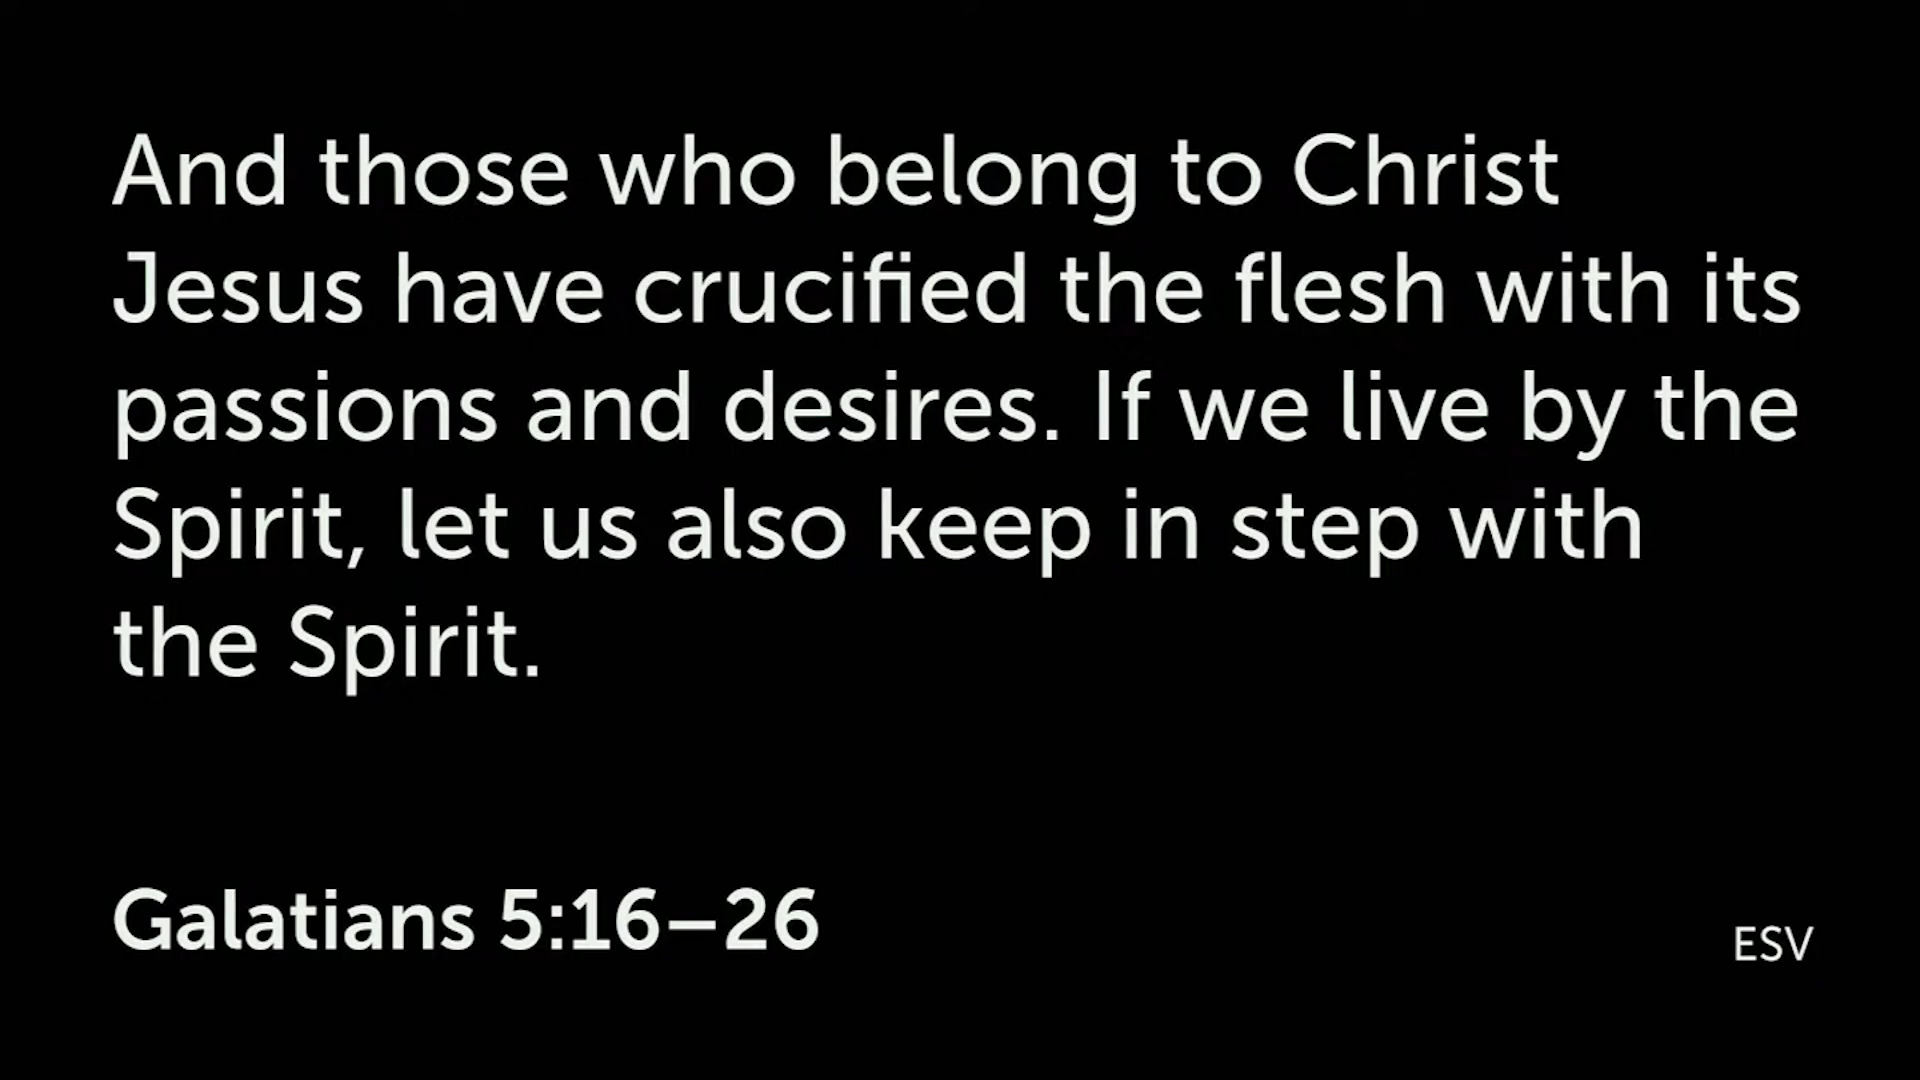 And those who belong to Christ
Jesus have crucified the flesh with its
passions and desires. If we live by the
Spirit, let us also keep in step with
the Spirit.
Galatians 5:16–26
ESV